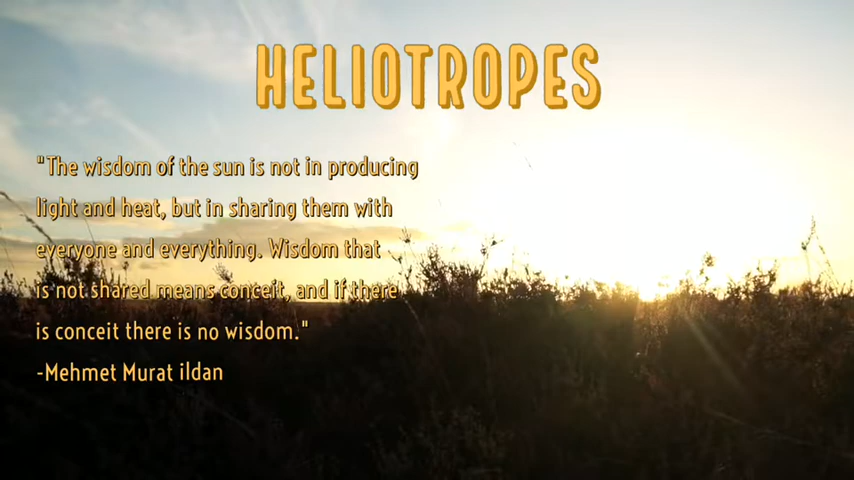 HELIOTROPES
"The wisdom of the sun is not in producing
light and heat, but in sharing them with
everyone and everything. Wisdom that
is not shared means conceit, and if there
is conceit there is no wisdom."
-Mehmet Murat ildan